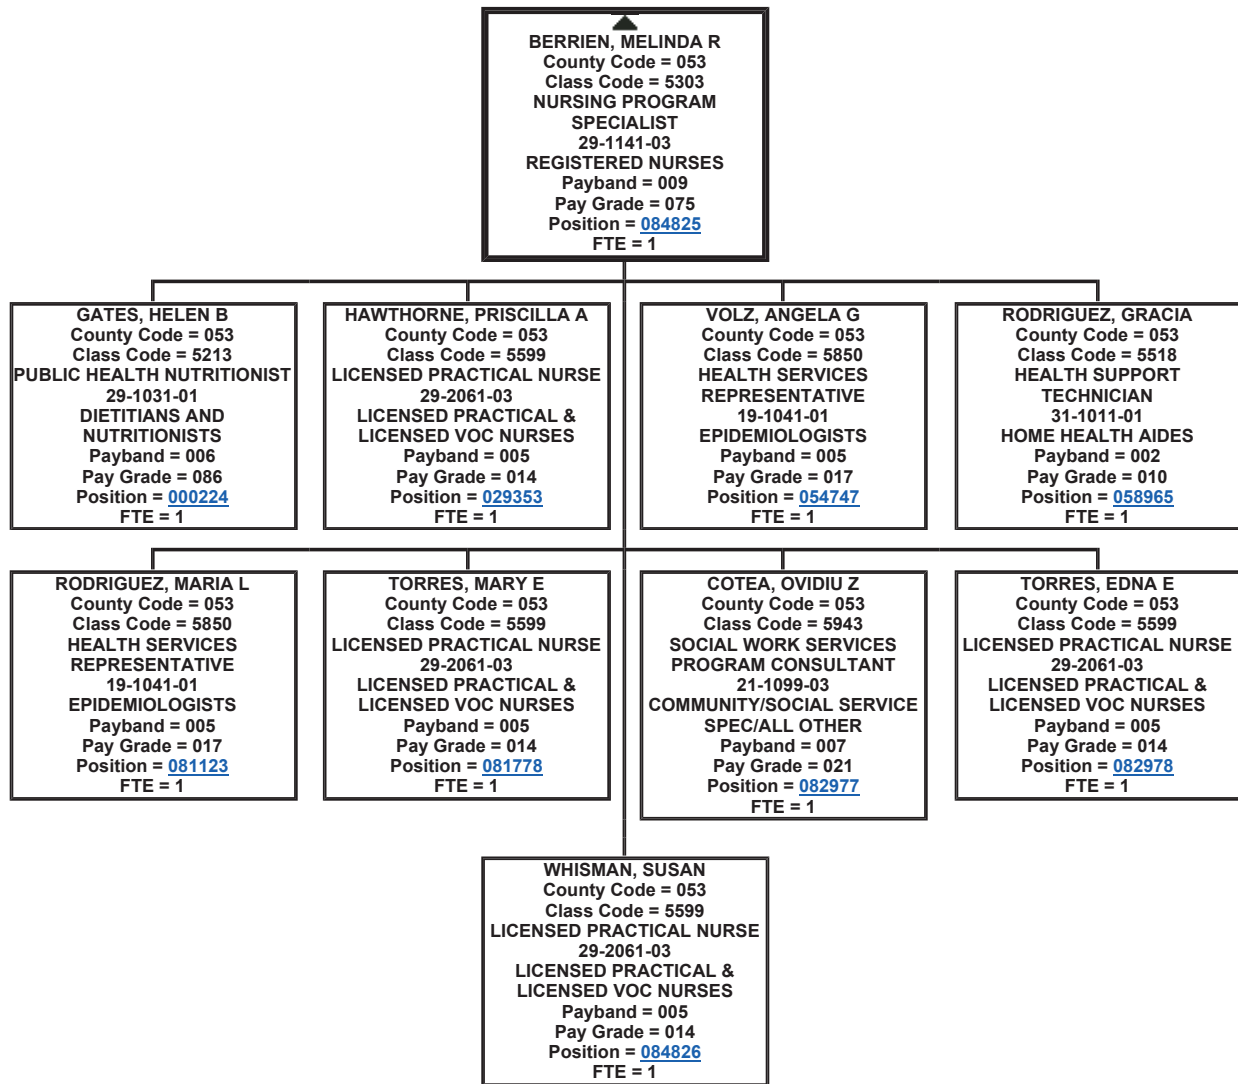 BERRIEN, MELINDA R
County Code = 053
Class Code = 5303
NURSING PROGRAM
SPECIALIST
29-1141-03
REGISTERED NURSES
Payband = 009
Pay Grade = 075
Position = 084825
FTE = 1
GATES, HELEN B
County Code = 053
Class Code = 5213
PUBLIC HEALTH NUTRITIONIST
29-1031-01
DIETITIANS AND
NUTRITIONISTS
Payband = 006
Pay Grade = 086
Position = 000224
FTE = 1
HAWTHORNE, PRISCILLA A
County Code = 053
Class Code = 5599
LICENSED PRACTICAL NURSE
29-2061-03
LICENSED PRACTICAL &
LICENSED VOC NURSES
Payband = 005
Pay Grade = 014
Position = 029353
FTE = 1
VOLZ, ANGELA G
County Code = 053
Class Code = 5850
HEALTH SERVICES
REPRESENTATIVE
19-1041-01
EPIDEMIOLOGISTS
Payband = 005
Pay Grade = 017
Position = 054747
FTE = 1
RODRIGUEZ, GRACIA
County Code = 053
Class Code = 5518
HEALTH SUPPORT
TECHNICIAN
31-1011-01
HOME HEALTH AIDES
Payband = 002
Pay Grade = 010
Position = 058965
FTE = 1
RODRIGUEZ, MARIA L
County Code = 053
Class Code = 5850
HEALTH SERVICES
REPRESENTATIVE
19-1041-01
EPIDEMIOLOGISTS
Payband = 005
Pay Grade = 017
Position = 081123
FTE = 1
TORRES, MARY E
County Code = 053
Class Code = 5599
LICENSED PRACTICAL NURSE
29-2061-03
LICENSED PRACTICAL &
LICENSED VOC NURSES
Payband = 005
Pay Grade = 014
Position = 081778
FTE = 1
COTEA, OVIDIU Z
County Code = 053
Class Code = 5943
SOCIAL WORK SERVICES
PROGRAM CONSULTANT
21-1099-03
COMMUNITY/SOCIAL SERVICE
SPEC/ALL OTHER
Payband = 007
Pay Grade = 021
Position = 082977
FTE = 1
TORRES, EDNA E
County Code = 053
Class Code = 5599
LICENSED PRACTICAL NURSE
29-2061-03
LICENSED PRACTICAL &
LICENSED VOC NURSES
Payband = 005
Pay Grade = 014
Position = 082978
FTE = 1
WHISMAN, SUSAN
County Code = 053
Class Code = 5599
LICENSED PRACTICAL NURSE
29-2061-03
LICENSED PRACTICAL &
LICENSED VOC NURSES
Payband = 005
Pay Grade = 014
Position = 084826
FTE = 1